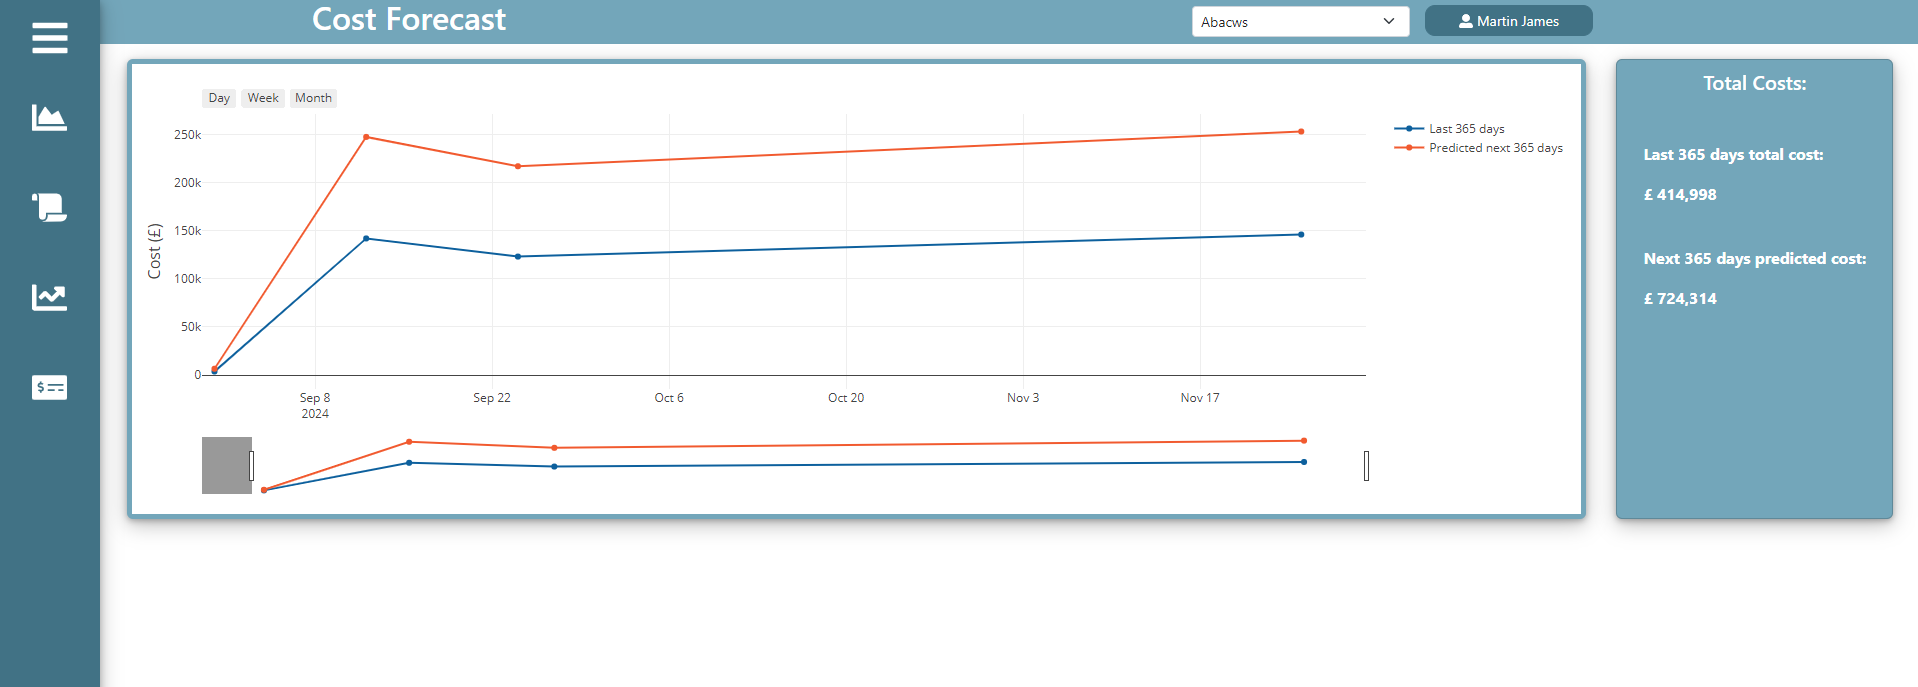 Cost Forecast
Abacws
Martin James
Day Week Month
250k
200k
150k
100k
50k
0
Cost (£)
Sep 8
2024
Sep 22
Oct 6
Oct 20
Nov 3
Nov 17
Last 365 days
Predicted next 365 days
Total Costs:
Last 365 days total cost:
£ 414,998
Next 365 days predicted cost:
£ 724,314